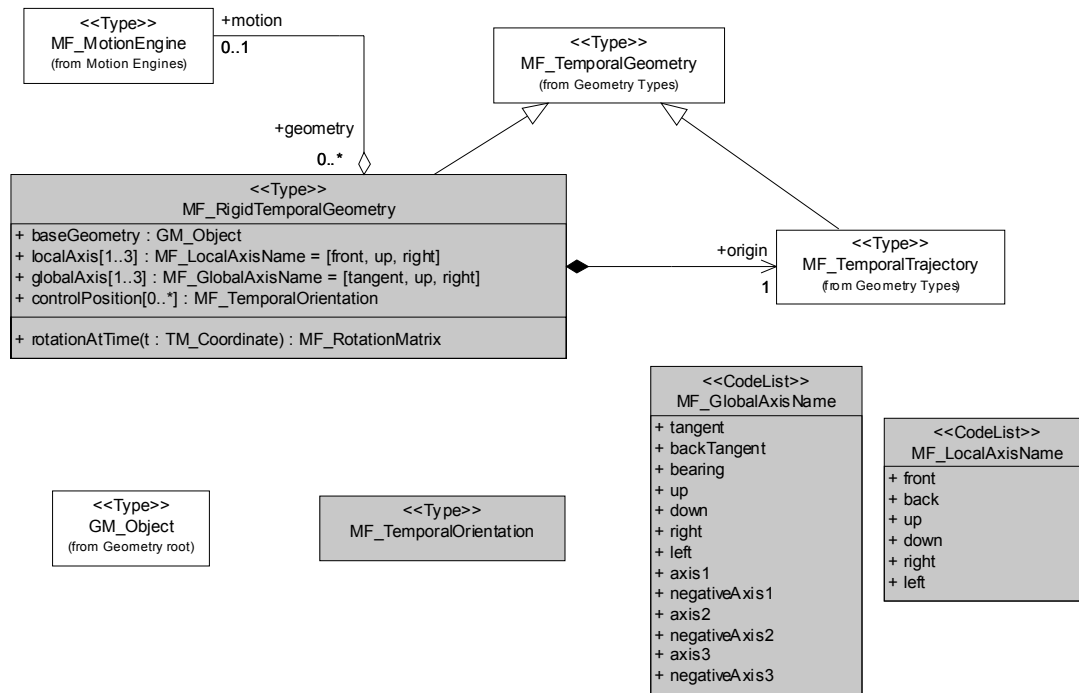 <<Type>>
MF_MotionEngine
(from Motion Engines)
+motion
0..1
<<Type>>
MF_TemporalGeometry
(from Geometry Types)
+geometry
0..*
<<Type>>
MF_RigidTemporalGeometry
+ baseGeometry : GM_Object
+ localAxis[1..3] : MF_LocalAxisName = [front, up, right]
+ globalAxis[1..3] : MF_GlobalAxisName = [tangent, up, right]
+ controlPosition[0..*] : MF_TemporalOrientation
+ rotationAtTime(t : TM_Coordinate) : MF_RotationMatrix
+origin
1
<<Type>>
MF_TemporalTrajectory
(from Geometry Types)
<<CodeList>>
MF_GlobalAxisName
+ tangent
+ backTangent
+ bearing
+ up
+ down
+ right
+ left
+ axis1
+ negativeAxis1
+ axis2
+ negativeAxis2
+ axis3
+ negativeAxis3
<<CodeList>>
MF_LocalAxisName
+ front
+ back
+ up
+ down
+ right
+ left
<<Type>>
GM_Object
(from Geometry root)
<<Type>>
MF_TemporalOrientation